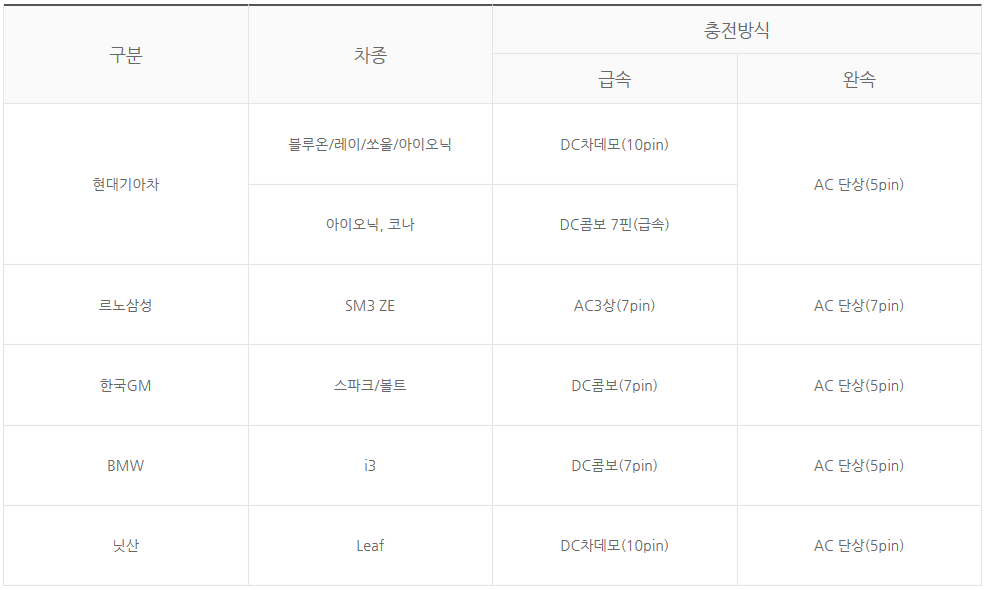 구분
차종
충전방식
급속
완속
현대기아차
블루온/레이/쏘울/아이오닉
DC차데모(10pin)
AC 단상(5pin)
아이오닉, 코나
DC콤보 7핀(급속)
르노삼성
SM3 ZE
AC3상(7pin)
AC 단상(7pin)
한국GM
스파크/볼트
DC콤보(7pin)
AC 단상(5pin)
BMW
i3
DC콤보(7pin)
AC 단상(5pin)
닛산
Leaf
DC차데모(10pin)
AC 단상(5pin)